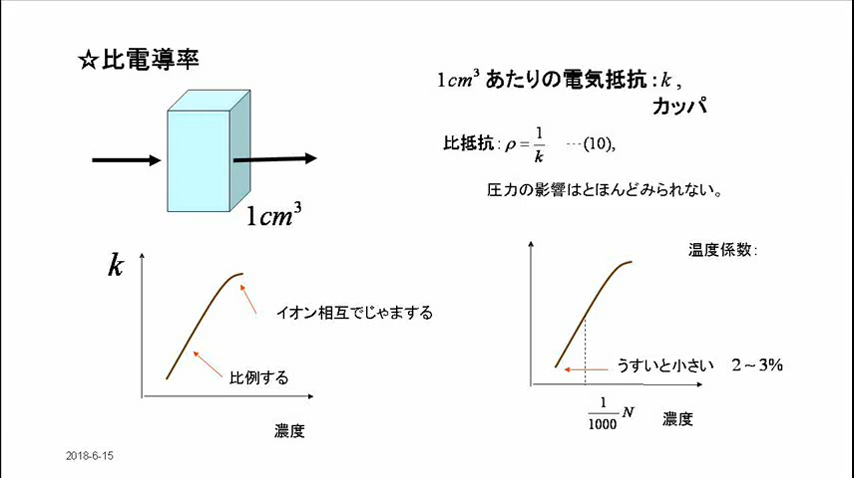 ☆比電導率
1cm³
1cm³ あたりの電気抵抗：k ,
カッパ
比抵抗：ρ = 1/k …(10),
圧力の影響はとほんどみられない。
k
イオン相互でじゃまする
比例する
濃度
温度係数：
うすいと小さい 2～3%
1/1000 N
濃度
2018-6-15